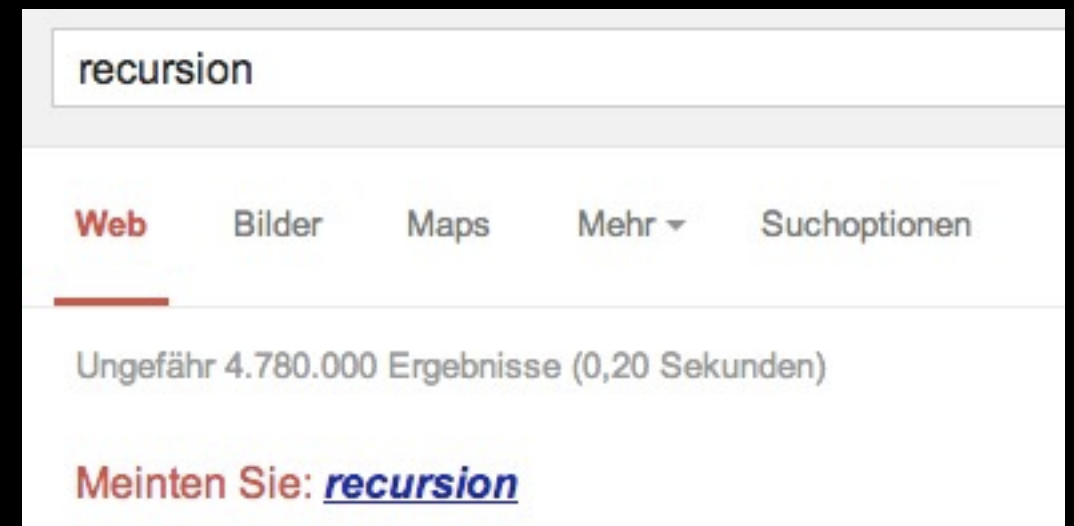 recursion
Web Bilder Maps Mehr Suchoptionen
Ungefähr 4.780.000 Ergebnisse (0,20 Sekunden)
Meinten Sie: recursion